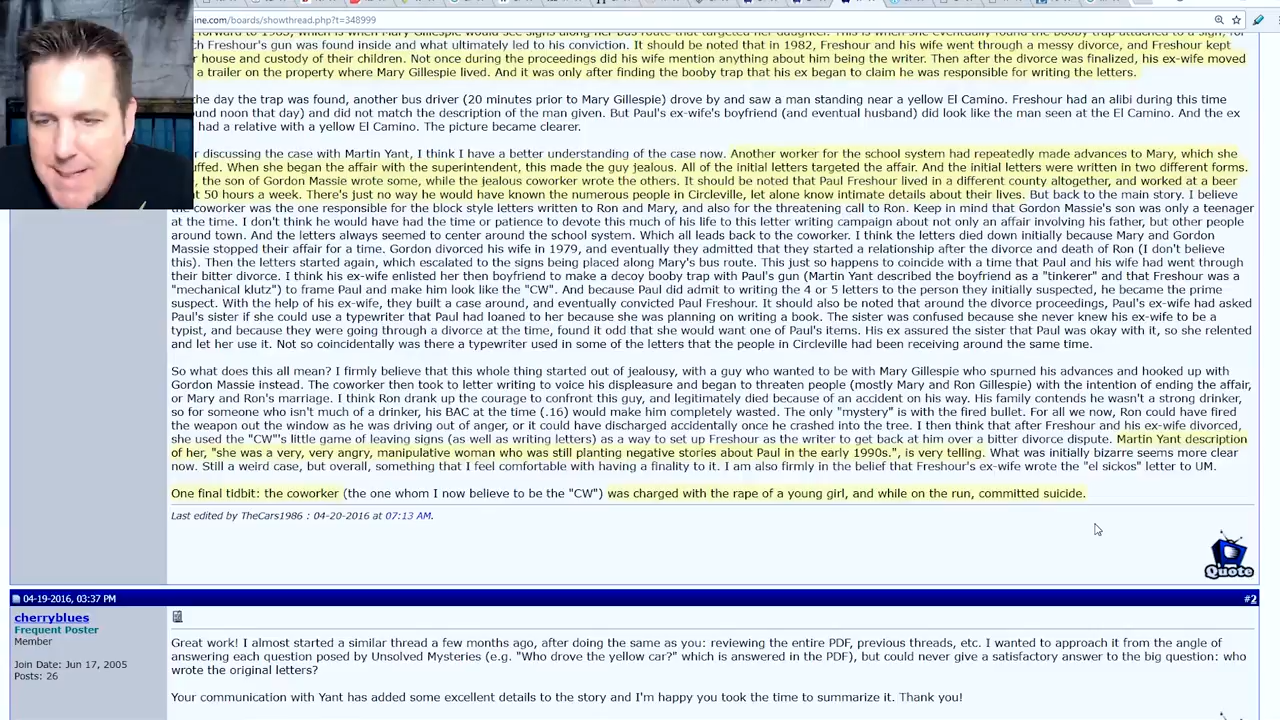 ne.com/boards/showthread.php?t=348999
h Freshour's gun was found inside and what ultimately led to his conviction. It should be noted that in 1982, Freshour and his wife went through a messy divorce, and Freshour kept
house and custody of their children. Not once during the proceedings did his wife mention anything about him being the writer. Then after the divorce was finalized, his ex-wife moved
a trailer on the property where Mary Gillespie lived. And it was only after finding the booby trap that his ex began to claim he was responsible for writing the letters.
the day the trap was found, another bus driver (20 minutes prior to Mary Gillespie) drove by and saw a man standing near a yellow El Camino. Freshour had an alibi during this time
und noon that day) and did not match the description of the man given. But Paul's ex-wife's boyfriend (and eventual husband) did look like the man seen at the El Camino. And the ex
had a relative with a yellow El Camino. The picture became clearer.
r discussing the case with Martin Yant, I think I have a better understanding of the case now. Another worker for the school system had repeatedly made advances to Mary, which she
uffed. When she began the affair with the superintendent, this made the guy jealous. All of the initial letters targeted the affair. And the initial letters were written in two different forms.
, the son of Gordon Massie wrote some, while the jealous coworker wrote the others. It should be noted that Paul Freshour lived in a different county altogether, and worked at a beer
t 50 hours a week. There's just no way he would have known the numerous people in Circleville, let alone know intimate details about their lives. But back to the main story. I believe
the coworker was the one responsible for the block style letters written to Ron and Mary, and also for the threatening call to Ron. Keep in mind that Gordon Massie's son was only a teenager
at the time. I don't think he would have had the time or patience to devote this much of his life to this letter writing campaign about not only an affair involving his father, but other people
around town. And the letters always seemed to center around the school system. Which all leads back to the coworker. I think the letters died down initially because Mary and Gordon
Massie stopped their affair for a time. Gordon divorced his wife in 1979, and eventually they admitted that they started a relationship after the divorce and death of Ron (I don't believe
this). Then the letters started again, which escalated to the signs being placed along Mary's bus route. This just so happens to coincide with a time that Paul and his wife had went through
their bitter divorce. I think his ex-wife enlisted her then boyfriend to make a decoy booby trap with Paul's gun (Martin Yant described the boyfriend as a "tinkerer" and that Freshour was a
"mechanical klutz") to frame Paul and make him look like the "CW". And because Paul did admit to writing the 4 or 5 letters to the person they initially suspected, he became the prime
suspect. With the help of his ex-wife, they built a case around, and eventually convicted Paul Freshour. It should also be noted that around the divorce proceedings, Paul's ex-wife had asked
Paul's sister if she could use a typewriter that Paul had loaned to her because she was planning on writing a book. The sister was confused because she never knew his ex-wife to be a
typist, and because they were going through a divorce at the time, found it odd that she would want one of Paul's items. His ex assured the sister that Paul was okay with it, so she relented
and let her use it. Not so coincidentally was there a typewriter used in some of the letters that the people in Circleville had been receiving around the same time.
So what does this all mean? I firmly believe that this whole thing started out of jealousy, with a guy who wanted to be with Mary Gillespie who spurned his advances and hooked up with
Gordon Massie instead. The coworker then took to letter writing to voice his displeasure and began to threaten people (mostly Mary and Ron Gillespie) with the intention of ending the affair,
or Mary and Ron's marriage. I think Ron drank up the courage to confront this guy, and legitimately died because of an accident on his way. His family contends he wasn't a strong drinker,
so for someone who isn't much of a drinker, his BAC at the time (.16) would make him completely wasted. The only "mystery" is with the fired bullet. For all we now, Ron could have fired
the weapon out the window as he was driving out of anger, or it could have discharged accidentally once he crashed into the tree. I then think that after Freshour and his ex-wife divorced,
she used the "CW"'s little game of leaving signs (as well as writing letters) as a way to set up Freshour as the writer to get back at him over a bitter divorce dispute. Martin Yant description
of her, "she was a very, very angry, manipulative woman who was still planting negative stories about Paul in the early 1990s.", is very telling. What was initially bizarre seems more clear
now. Still a weird case, but overall, something that I feel comfortable with having a finality to it. I am also firmly in the belief that Freshour's ex-wife wrote the "el sickos" letter to UM.
One final tidbit: the coworker (the one whom I now believe to be the "CW") was charged with the rape of a young girl, and while on the run, committed suicide.
Last edited by TheCars1986 : 04-20-2016 at 07:13 AM.
Quote
04-19-2016, 03:37 PM #2
cherryblues
Frequent Poster
Member
Join Date: Jun 17, 2005
Posts: 26
Great work! I almost started a similar thread a few months ago, after doing the same as you: reviewing the entire PDF, previous threads, etc. I wanted to approach it from the angle of
answering each question posed by Unsolved Mysteries (e.g. "Who drove the yellow car?" which is answered in the PDF), but could never give a satisfactory answer to the big question: who
wrote the original letters?
Your communication with Yant has added some excellent details to the story and I'm happy you took the time to summarize it. Thank you!